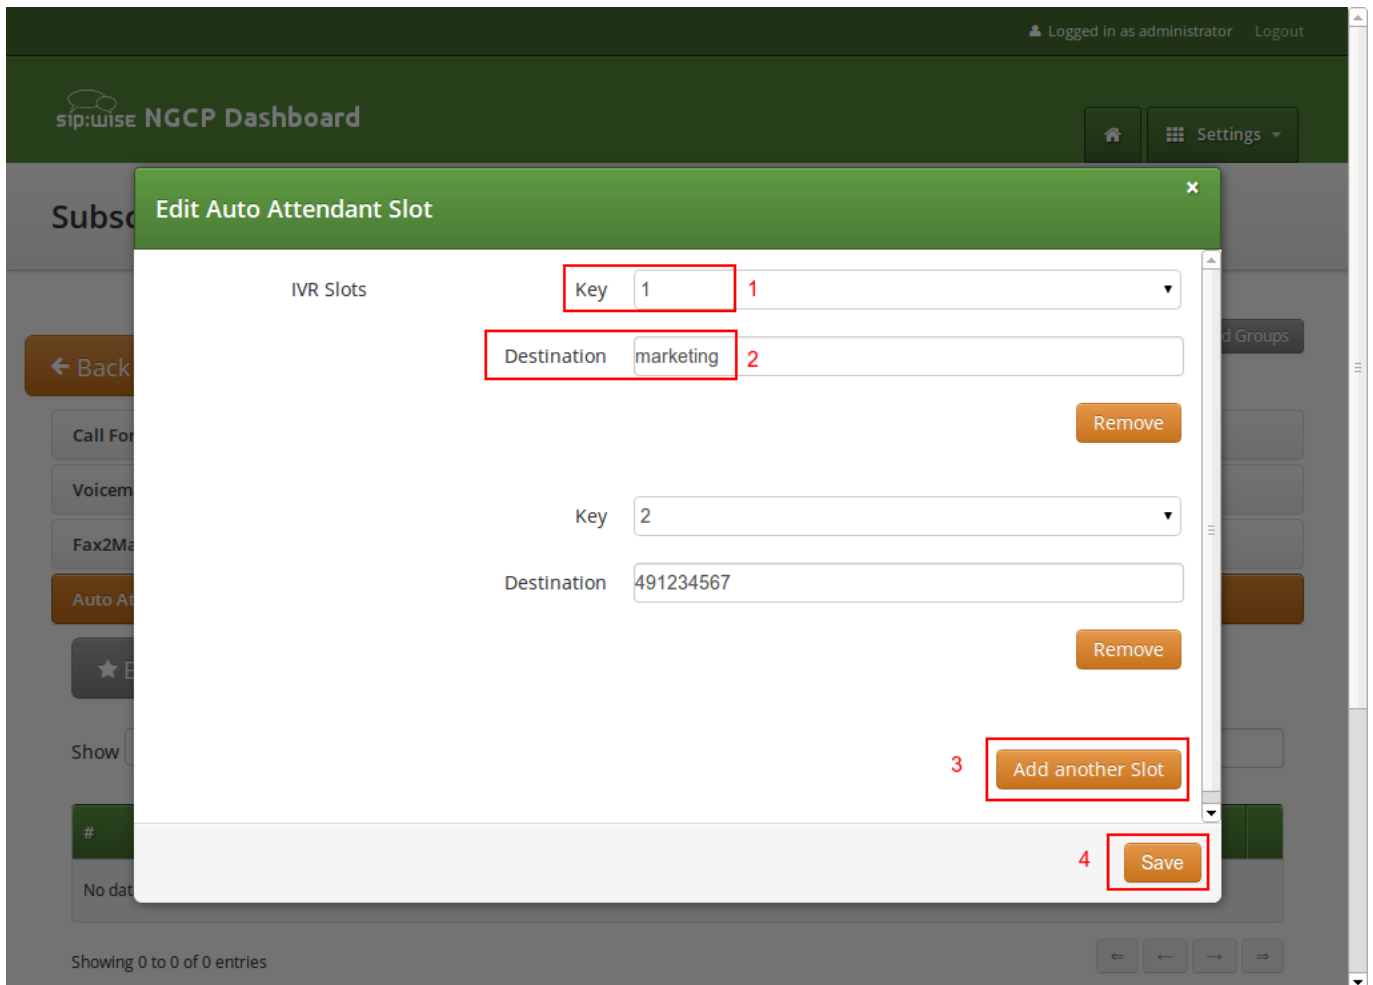 Logged in as administrator Logout
sip:wise NGCP Dashboard
Settings
Subsc
Edit Auto Attendant Slot ×
IVR Slots Key 1 1
d Groups
Destination marketing 2
Back
Remove
Call For
Voicema
Key 2
Fax2Ma
Destination 491234567
Auto At
Remove
E
Show
3 Add another Slot
#
4 Save
No dat
Showing 0 to 0 of 0 entries ⇐ ← → ⇒